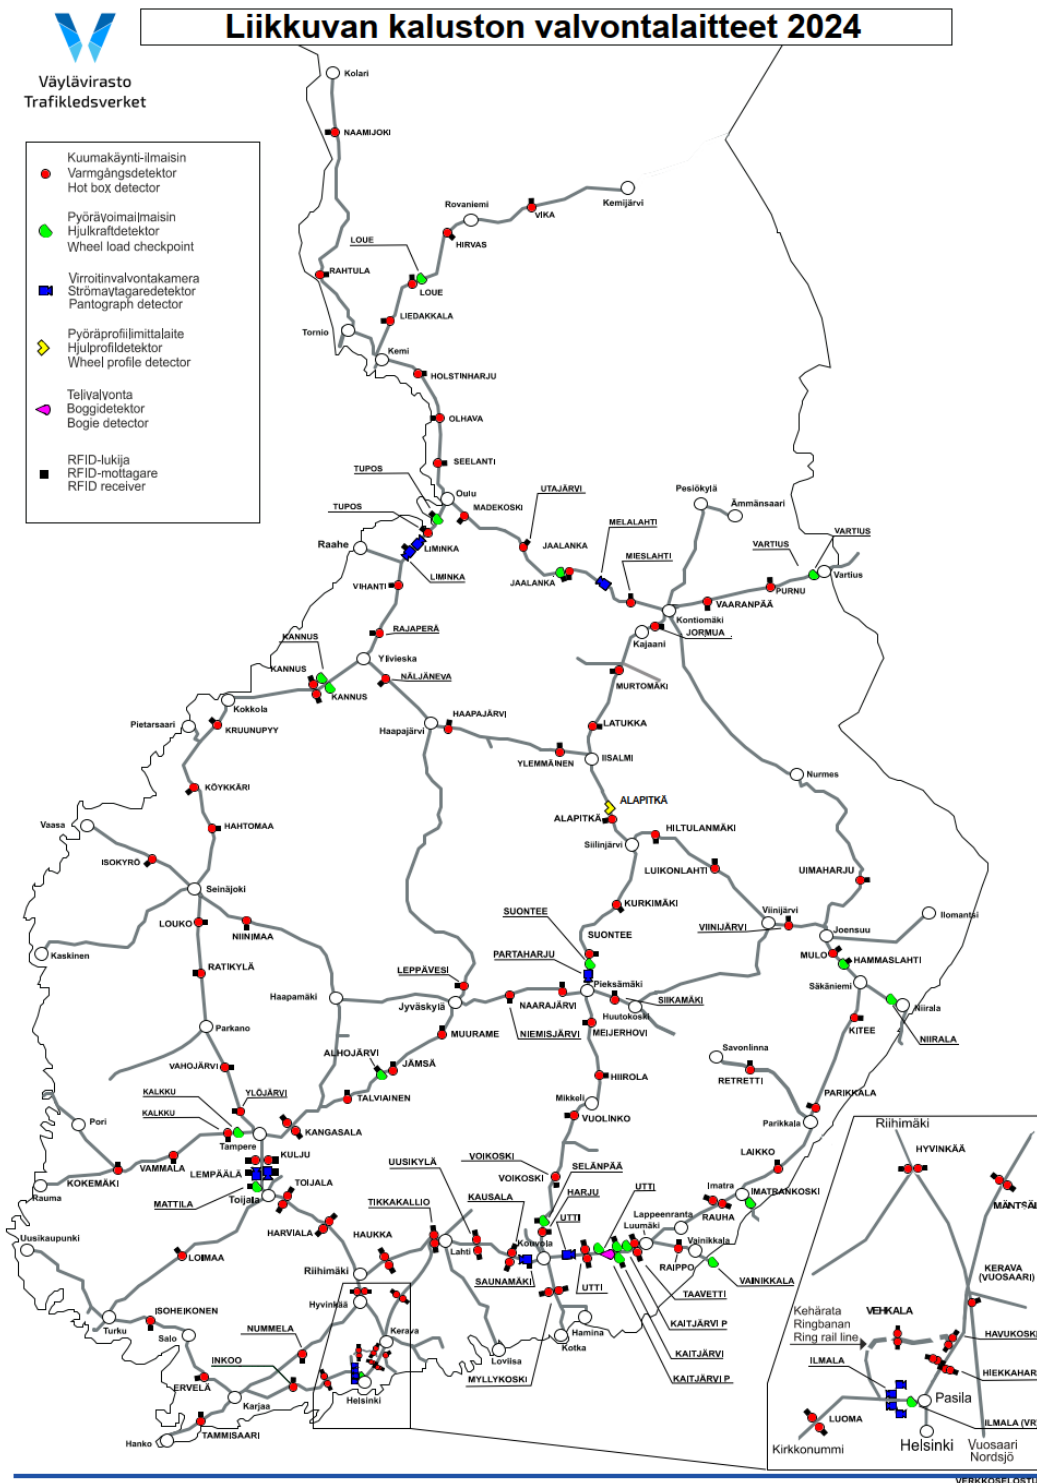 Liikkuvan kaluston valvontalaitteet 2024
Väylävirasto
Trafikledsverket
Kuumakäynti-ilmaisin
Varmgångsdetektor
Hot box detector
Pyörävoimailmaisin
Hjulkraftdetektor
Wheel load checkpoint
Virroitinvalvontakamera
Strömavtagaredetektor
Pantograph detector
Pyöräprofiilimittalaite
Hjulprofildetektor
Wheel profile detector
Telivalvonta
Boggidetektor
Bogie detector
RFID-lukija
RFID-mottagare
RFID receiver
Kolari
NAAMIJOKI
Kemijärvi
Rovaniemi
VIKA
LOUE
HIRVAS
RAHTULA
LOUE
LIEDAKKALA
Tornio
Kemi
HOLSTINHARJU
OLHAVA
SEELANTI
TUPOS
Oulu
UTAJÄRVI
Pesiökylä
Ämmänsaari
TUPOS
MADEKOSKI
MELALAHTI
VARTIUS
Raahe
LIMINKA
JAALANKA
VARTIUS
MIESLAHTI
LIMINKA
JAALANKA
Vartius
VIHANTI
PURNU
VAARANPÄÄ
Kontiomäki
RAJAPERÄ
JORMUA
KANNUS
Kajaani
Ylivieska
KANNUS
NÄLJÄNEVA
MURTOMÄKI
KANNUS
Kokkola
HAAPAJÄRVI
Pietarsaari
KRUUNUPYY
Haapajärvi
LATUKKA
YLEMMÄINEN
IISALMI
Nurmes
KÖYKKÄRI
ALAPITKÄ
Vaasa
HAHTOMAA
ALAPITKÄ
HILTULANMÄKI
Siilinjärvi
ISOKYRÖ
LUIKONLAHTI
UIMAHARJU
Seinäjoki
KURKIMÄKI
LOUKO
NIINIMAA
SUONTEE
Viinijärvi
Ilomantsi
SUONTEE
VIINIJÄRVI
Joensuu
Kaskinen
PARTAHARJU
MULO
HAMMASLAHTI
RATIKYLÄ
LEPPÄVESI
Säkäniemi
Haapamäki
Pieksämäki
SIIKAMÄKI
Jyväskylä
NAARAJÄRVI
Huutokoski
Niirala
Parkano
MUURAME
NIEMISJÄRVI
MEIJERHOVI
KITEE
NIIRALA
ALHOJÄRVI
Savonlinna
VAHOJÄRVI
JÄMSÄ
HIIROLA
RETRETTI
KALKKU
YLÖJÄRVI
TALVIAINEN
Mikkeli
PARIKKALA
KALKKU
VUOLINKO
Parikkala
Pori
KANGASALA
Riihimäki
Tampere
KULJU
VOIKOSKI
SELÄNPÄÄ
LAIKKO
HYVINKÄÄ
VAMMALA
LEMPÄÄLÄ
UUSIKYLÄ
VOIKOSKI
UTTI
Imatra
KOKEMÄKI
TOIJALA
KAUSALA
HARJU
IMATRANKOSKI
Rauma
MATTILA
Toijala
TIKKAKALLIO
UTTI
Lappeenranta
RAUHA
HARVIALA
HAUKKA
Luumäki
Uusikaupunki
Kouvola
Vainikkala
LOIMAA
Lahti
KERAVA
(VUOSAARI)
Riihimäki
SAUNAMÄKI
UTTI
RAIPPO
VAINIKKALA
TAAVETTI
ISOHEIKONEN
Hyvinkää
Kehärata
Ringbanan
Ring rail line
VEHKALA
HAVUKOSKI
Turku
Salo
NUMMELA
Kerava
Hamina
KAITJÄRVI P
Kotka
INKOO
Loviisa
KAITJÄRVI
ILMALA
ERVELÄ
MYLLYKOSKI
KAITJÄRVI P
Karjaa
Helsinki
Pasila
LUOMA
ILMALA (VR)
Hanko
TAMMISAARI
Helsinki
Kirkkonummi
Vuosaari
Nordsjö